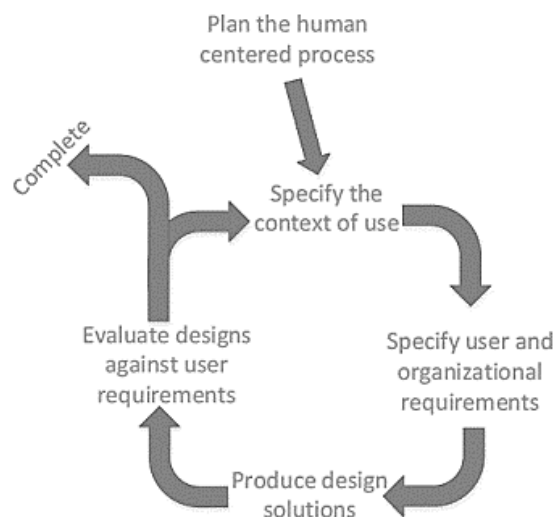 Plan the human
centered process
Complete
Specify the
context of use
Specify user and
organizational
requirements
Produce design
solutions
Evaluate designs
against user
requirements